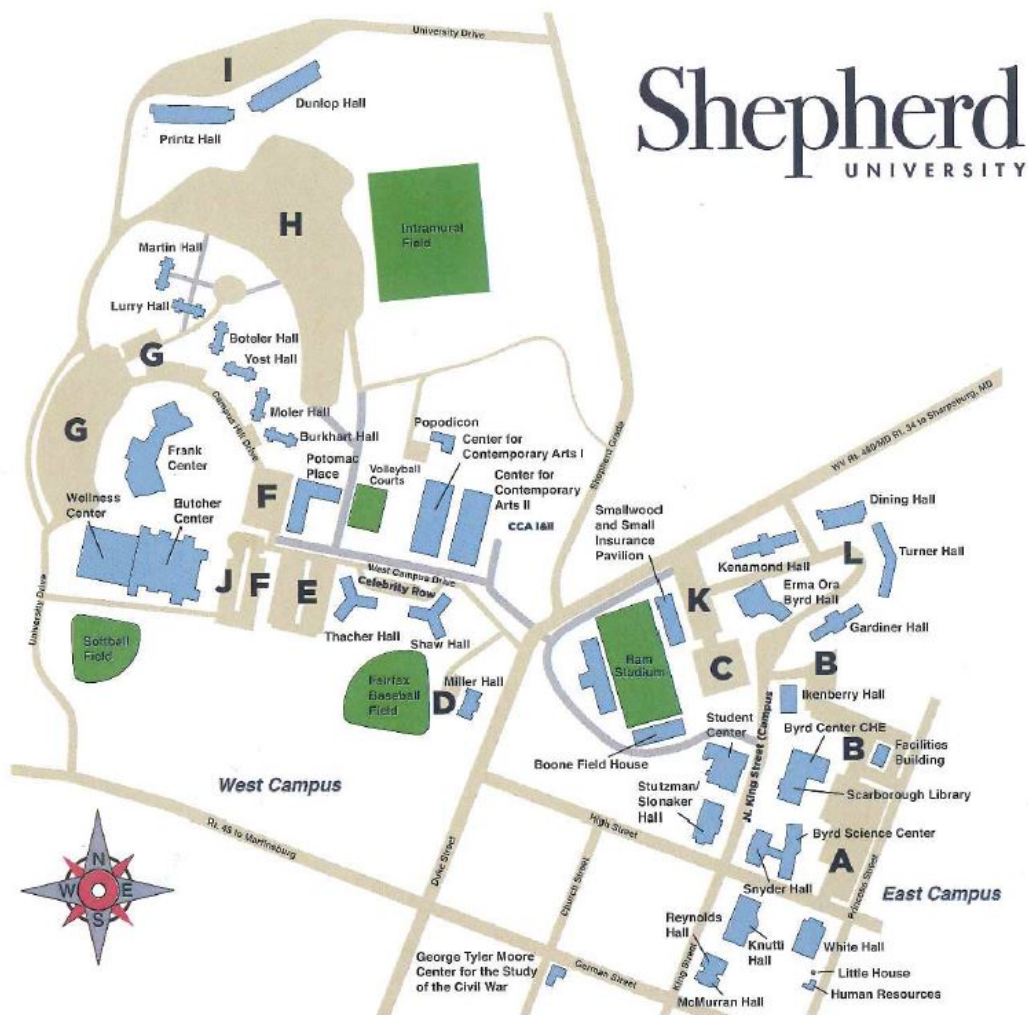 University Drive
I
Dunlop Hall
Printz Hall
Shepherd
UNIVERSITY
H
Intramural
Field
Martin Hall
Lurry Hall
Boteler Hall
G
Yost Hall
Campus Hill Drive
Moler Hall
G
Burkhart Hall
Frank
Center
Popodicon
Center for
Contemporary Arts I
Potomac
Place
Volleyball
Courts
Center for
Contemporary
Arts II
CCA I&II
Shepherd Grade
WV Rt. 480/MD Rt. 34 to Sharpsburg, MD
F
Wellness
Center
Butcher
Center
Smallwood
and Small
Insurance
Pavilion
Dining Hall
Turner Hall
L
Kenamond Hall
Erma Ora
Byrd Hall
Gardiner Hall
J
F
E
West Campus Drive
Celebrity Row
Thacher Hall
Shaw Hall
K
University Drive
Softball
Field
Fairfax
Baseball
Field
D
Miller Hall
Ram
Stadium
C
B
Ikenberry Hall
Student
Center
Byrd Center CHE
B
Facilities
Building
Boone Field House
N. King Street (Campus
Stutzman/
Slonaker
Hall
Scarborough Library
West Campus
Rt. 45 to Martinsburg
High Street
Byrd Science Center
A
Duke Street
Church Street
Snyder Hall
Princess Street
East Campus
N
W
E
S
Reynolds
Hall
Knutti
Hall
White Hall
George Tyler Moore
Center for the Study
of the Civil War
German Street
King Street
McMurran Hall
Little House
Human Resources